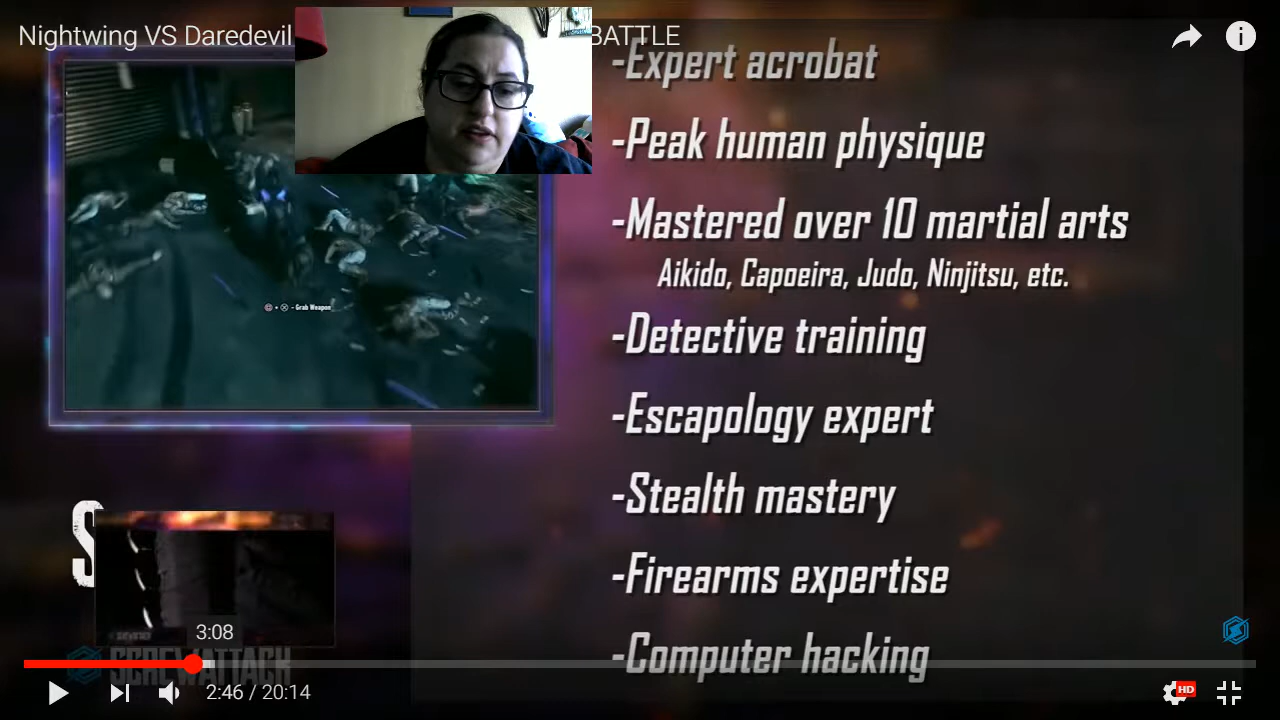 Nightwing VS Daredevil
BATTLE
-Expert acrobat
-Peak human physique
-Mastered over 10 martial arts
Aikido, Capoeira, Judo, Ninjitsu, etc.
-Detective training
- Grab Weapon
-Escapology expert
-Stealth mastery
-Firearms expertise
3:08
SCREWATTACK
-Computer hacking
2:46 / 20:14
HD